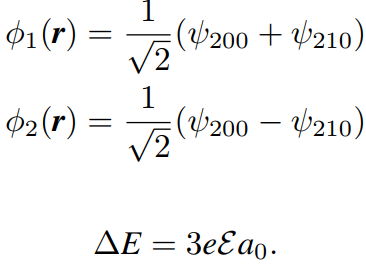 ϕ₁(r) = 1/√2 (ψ₂₀₀ + ψ₂₁₀)
ϕ₂(r) = 1/√2 (ψ₂₀₀ − ψ₂₁₀)
ΔE = 3eℰa₀.